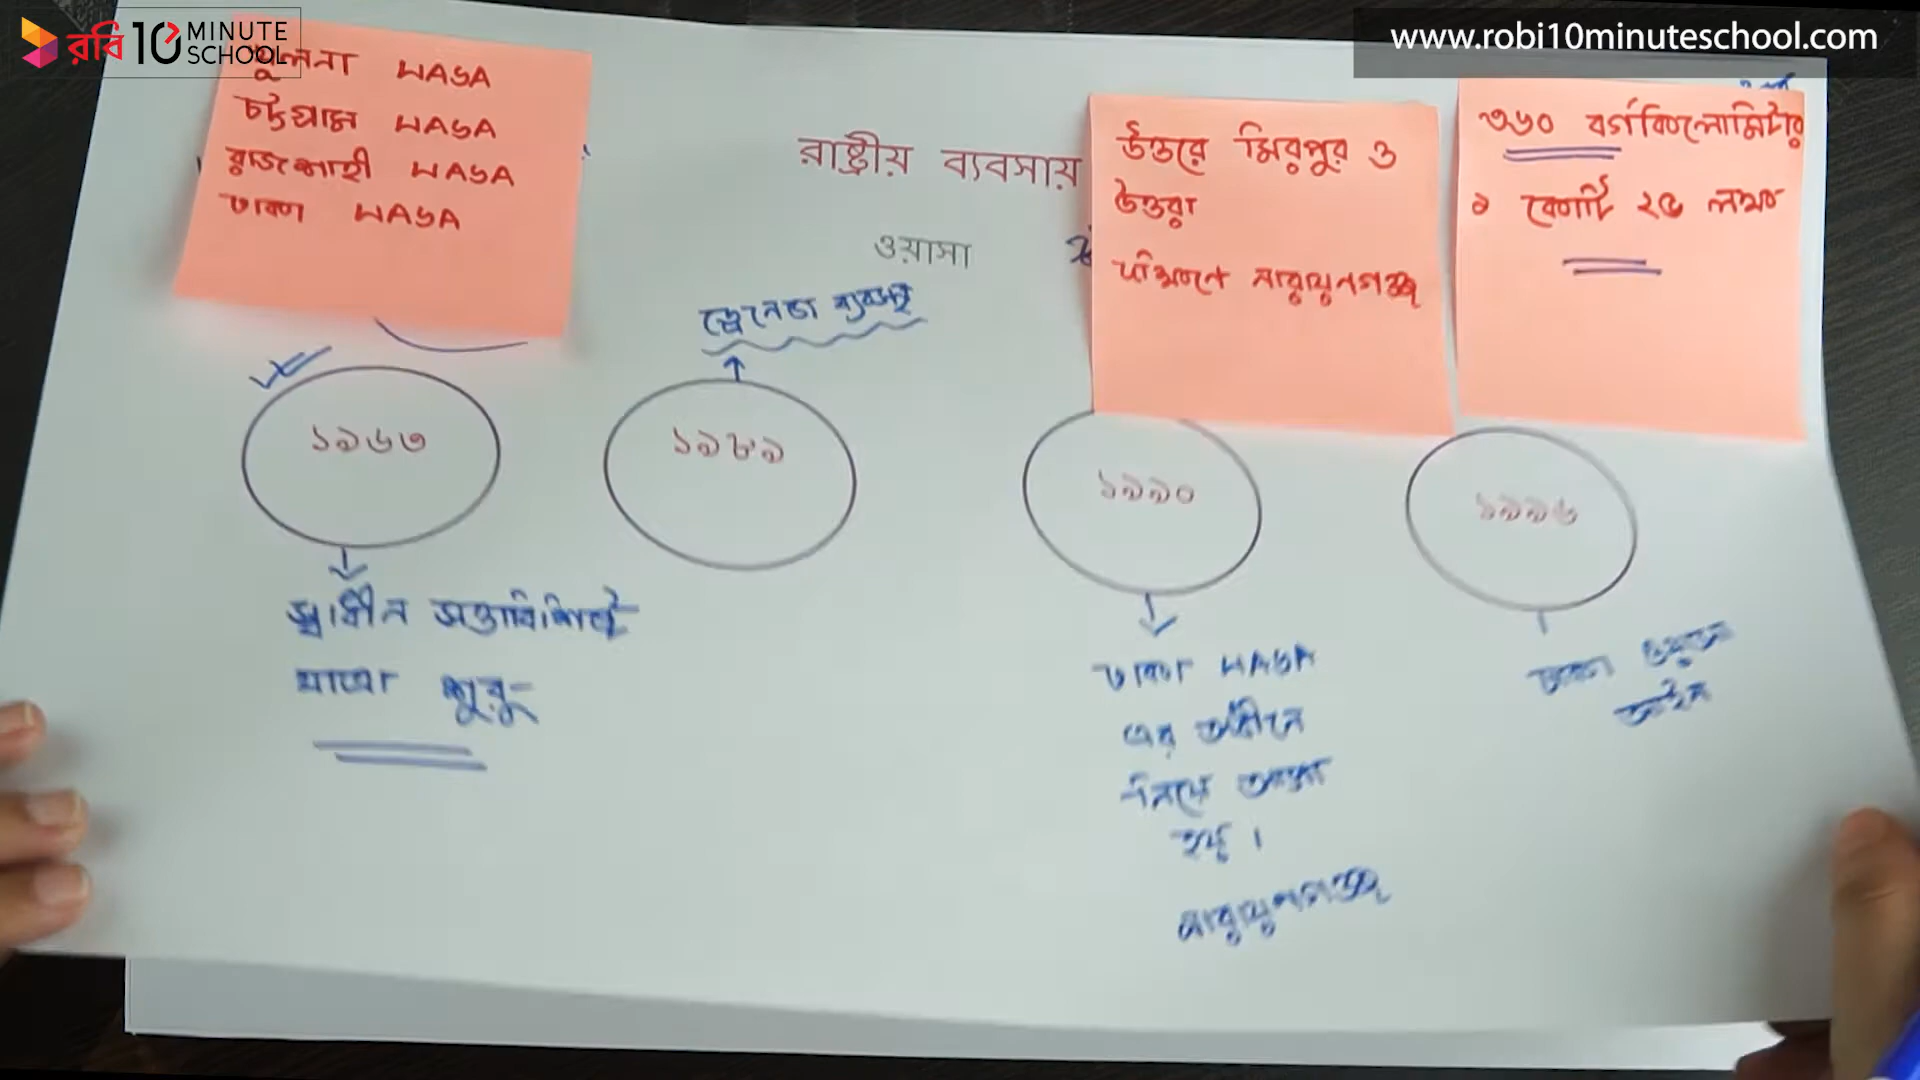 রবি 10 MINUTE SCHOOL
www.robi10minuteschool.com
খুলনা WASA
চট্টগ্রাম WASA
রাজশাহী WASA
ঢাকা WASA
রাষ্ট্রীয় ব্যবসায়
ওয়াসা
উত্তরে মিরপুর ও
উত্তরা
দক্ষিণে নারায়ণগঞ্জ
৩৬০ বর্গকিলোমিটার
১ কোটি ২৫ লক্ষ
ড্রেনেজ ব্যবস্থা
১৯৬৩
১৯৮৯
১৯৯০
১৯৯৬
স্বাধীন সত্তাবিশিষ্ট
যাত্রা শুরু
ঢাকা WASA
এর অধীনে
নিয়ে আসা
হয়।
নারায়ণগঞ্জ
ঢাকা ওয়াসা
আইন